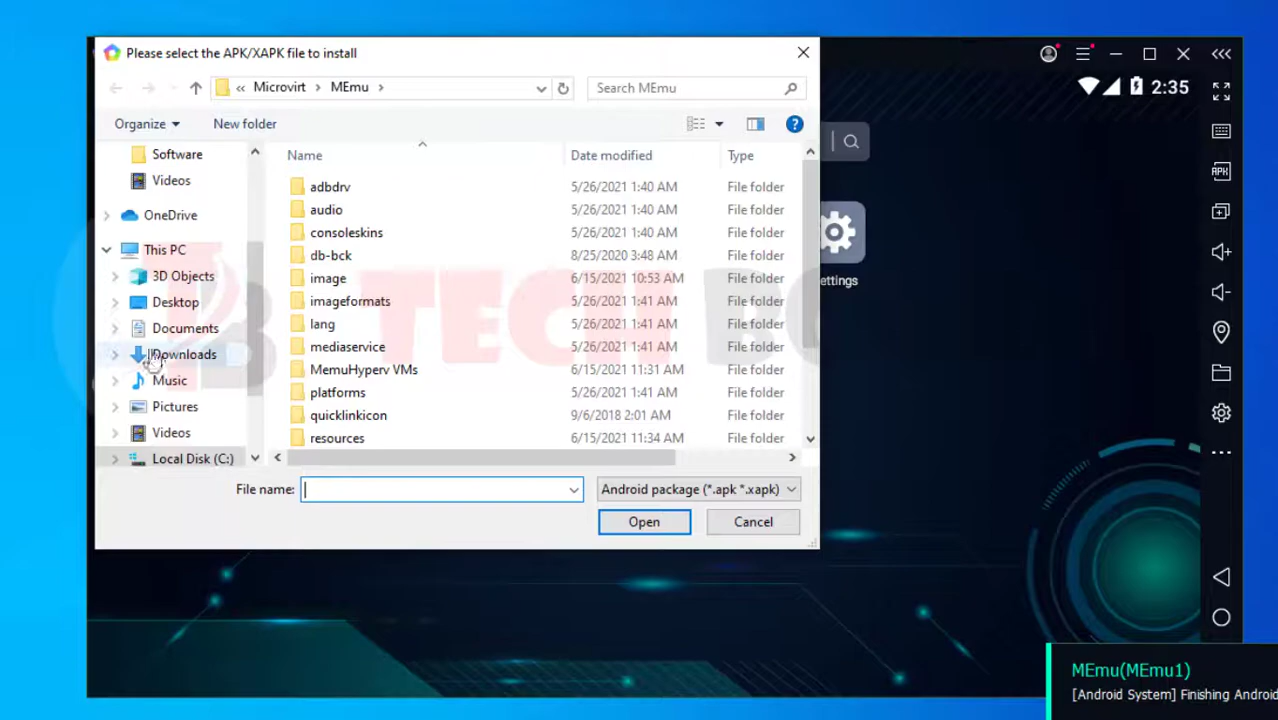 Please select the APK/XAPK file to install
« Microvirt › MEmu ›
Search MEmu
Organize
New folder
Software
Videos
OneDrive
This PC
3D Objects
Desktop
Documents
Downloads
Music
Pictures
Videos
Local Disk (C:)
Name Date modified Type
adbdrv 5/26/2021 1:40 AM File folder
audio 5/26/2021 1:40 AM File folder
consoleskins 5/26/2021 1:40 AM File folder
db-bck 8/25/2020 3:48 AM File folder
image 6/15/2021 10:53 AM File folder
imageformats 5/26/2021 1:41 AM File folder
lang 5/26/2021 1:41 AM File folder
mediaservice 5/26/2021 1:41 AM File folder
MemuHyperv VMs 6/15/2021 11:31 AM File folder
platforms 5/26/2021 1:41 AM File folder
quicklinkicon 9/6/2018 2:01 AM File folder
resources 6/15/2021 11:34 AM File folder
File name:
Android package (*.apk *.xapk)
Open
Cancel
2:35
APK
ettings
TECH BO
MEmu(MEmu1)
[Android System] Finishing Android